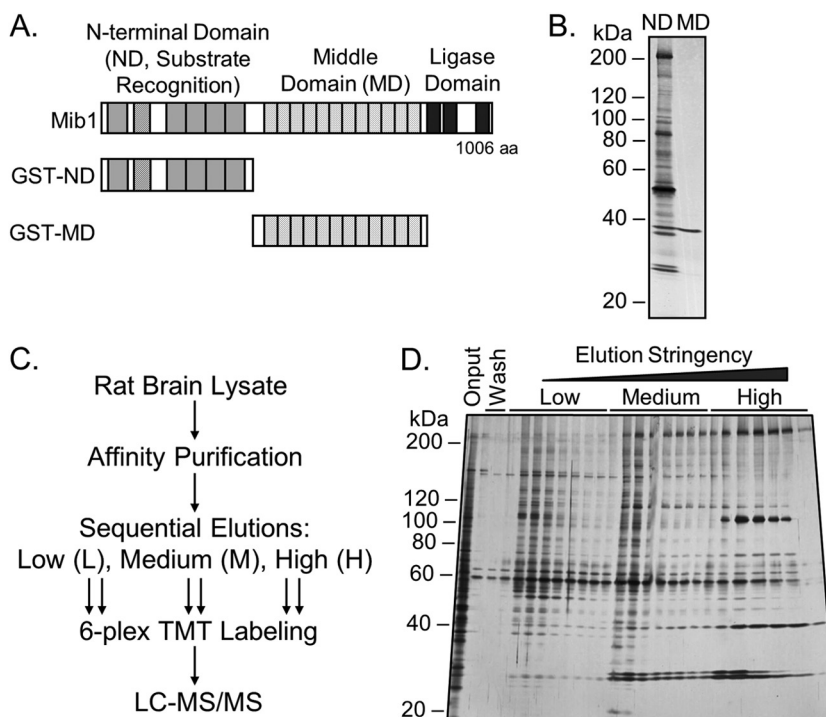 A.
N-terminal Domain
(ND, Substrate
Recognition)
Middle
Domain (MD)
Ligase
Domain
Mib1
1006 aa
GST-ND
GST-MD
B.
kDa
ND MD
200
120
100
80
60
40
20
C.
Rat Brain Lysate
Affinity Purification
Sequential Elutions:
Low (L), Medium (M), High (H)
6-plex TMT Labeling
LC-MS/MS
D.
Onput
Wash
Elution Stringency
Low
Medium
High
kDa
200
120
100
80
60
40
20